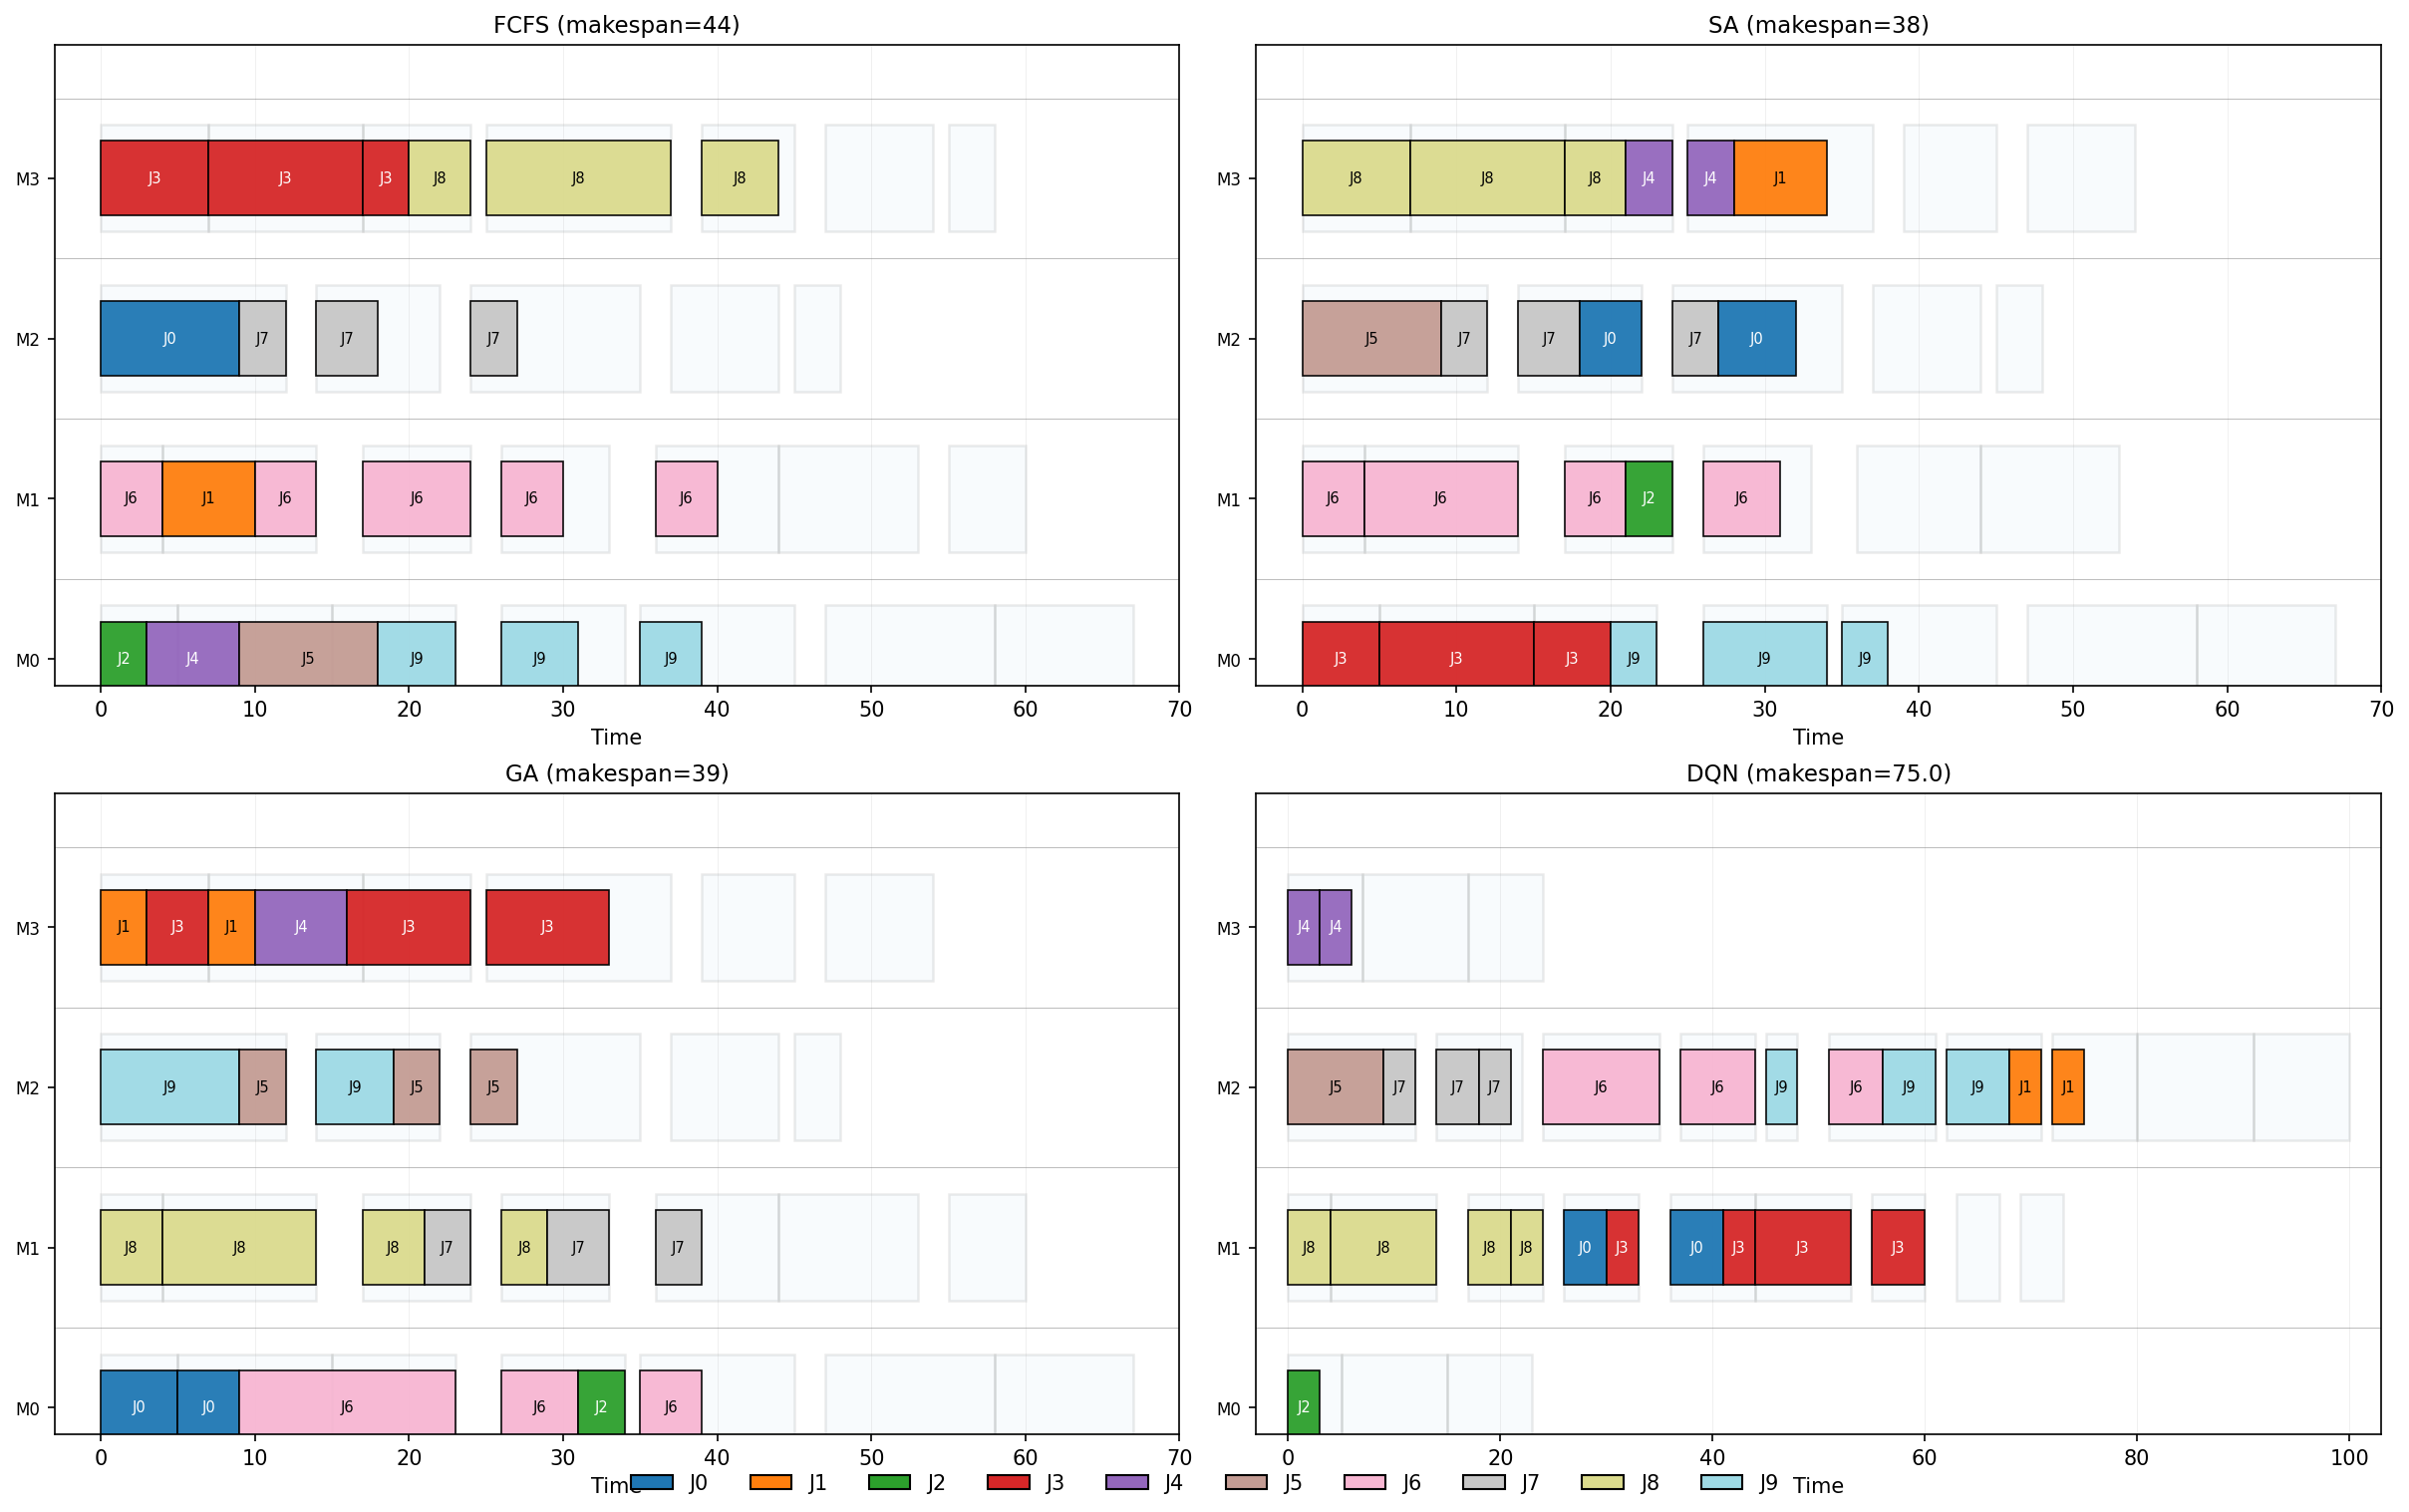 FCFS (makespan=44)
M3 J3 J3 J3 J8 J8 J8
M2 J0 J7 J7 J7
M1 J6 J1 J6 J6 J6 J6
M0 J2 J4 J5 J9 J9 J9
0 10 20 30 40 50 60 70
Time
SA (makespan=38)
M3 J8 J8 J8 J4 J4 J1
M2 J5 J7 J7 J0 J7 J0
M1 J6 J6 J6 J2 J6
M0 J3 J3 J3 J9 J9 J9
0 10 20 30 40 50 60 70
Time
GA (makespan=39)
M3 J1 J3 J1 J4 J3 J3
M2 J9 J5 J9 J5 J5
M1 J8 J8 J8 J7 J8 J7 J7
M0 J0 J0 J6 J6 J2 J6
0 10 20 30 40 50 60 70
Time
DQN (makespan=75.0)
M3 J4 J4
M2 J5 J7 J7 J7 J6 J6 J9 J6 J9 J9 J1 J1
M1 J8 J8 J8 J8 J0 J3 J0 J3 J3 J3
M0 J2
0 20 40 60 80 100
Time
J0 J1 J2 J3 J4 J5 J6 J7 J8 J9